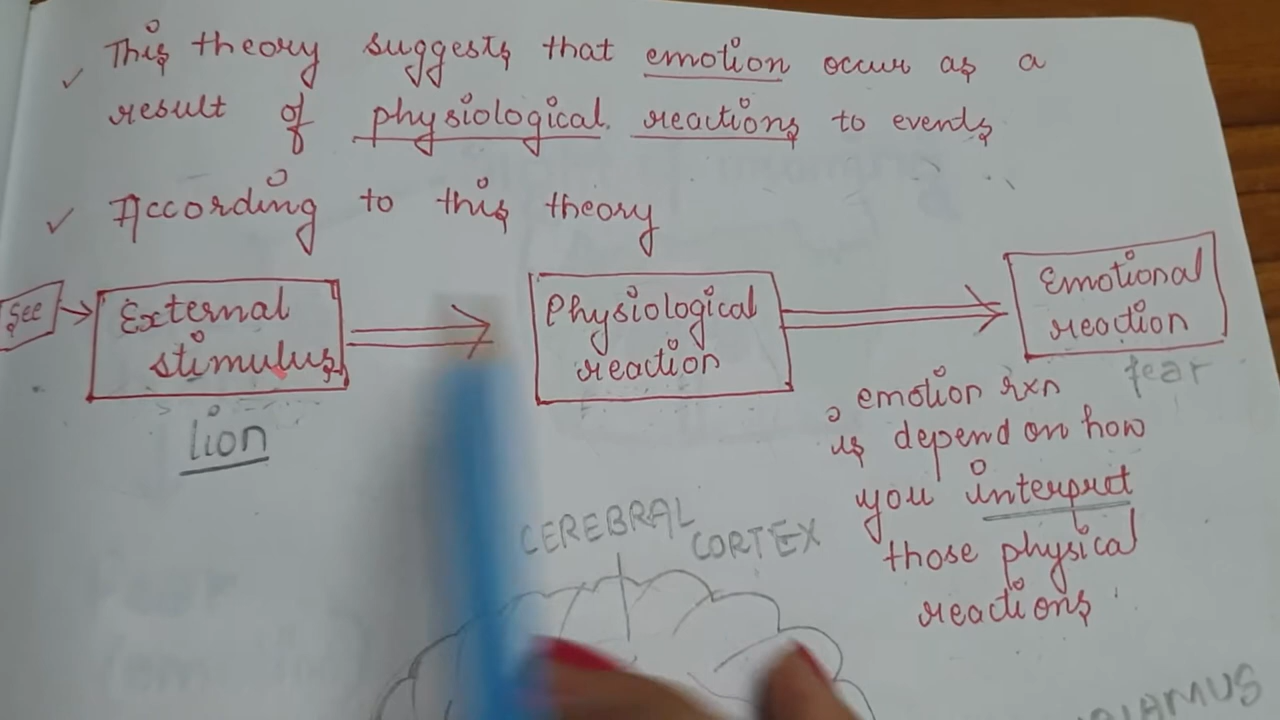 This theory suggests that emotion occur as a
result of physiological reactions to events
According to this theory
See
External
stimulus
Physiological
reaction
Emotional
reaction
lion
fear
emotion rxn
is depend on how
you interpret
those physical
reactions
CEREBRAL
CORTEX